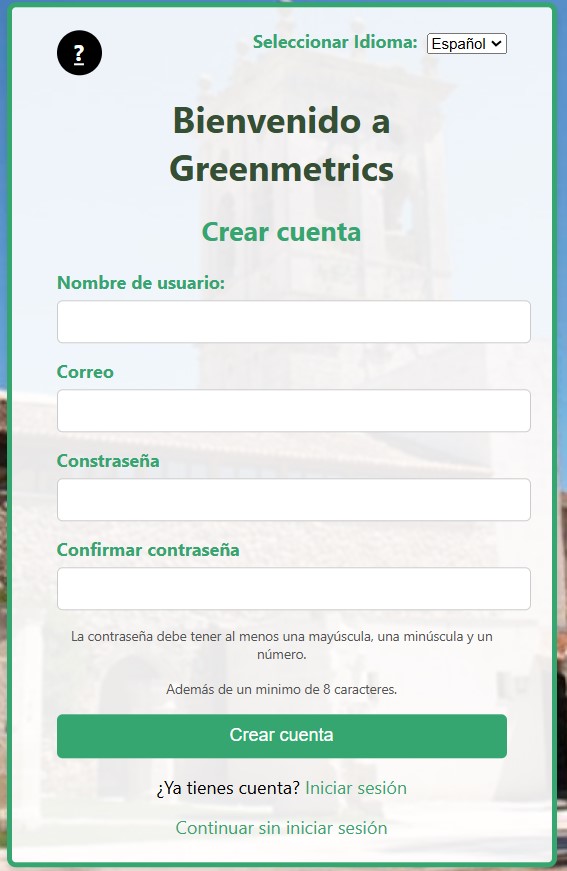 ?
Seleccionar Idioma: Español
Bienvenido a
Greenmetrics
Crear cuenta
Nombre de usuario:
Correo
Constraseña
Confirmar contraseña
La contraseña debe tener al menos una mayúscula, una minúscula y un
número.
Además de un minimo de 8 caracteres.
Crear cuenta
¿Ya tienes cuenta? Iniciar sesión
Continuar sin iniciar sesión